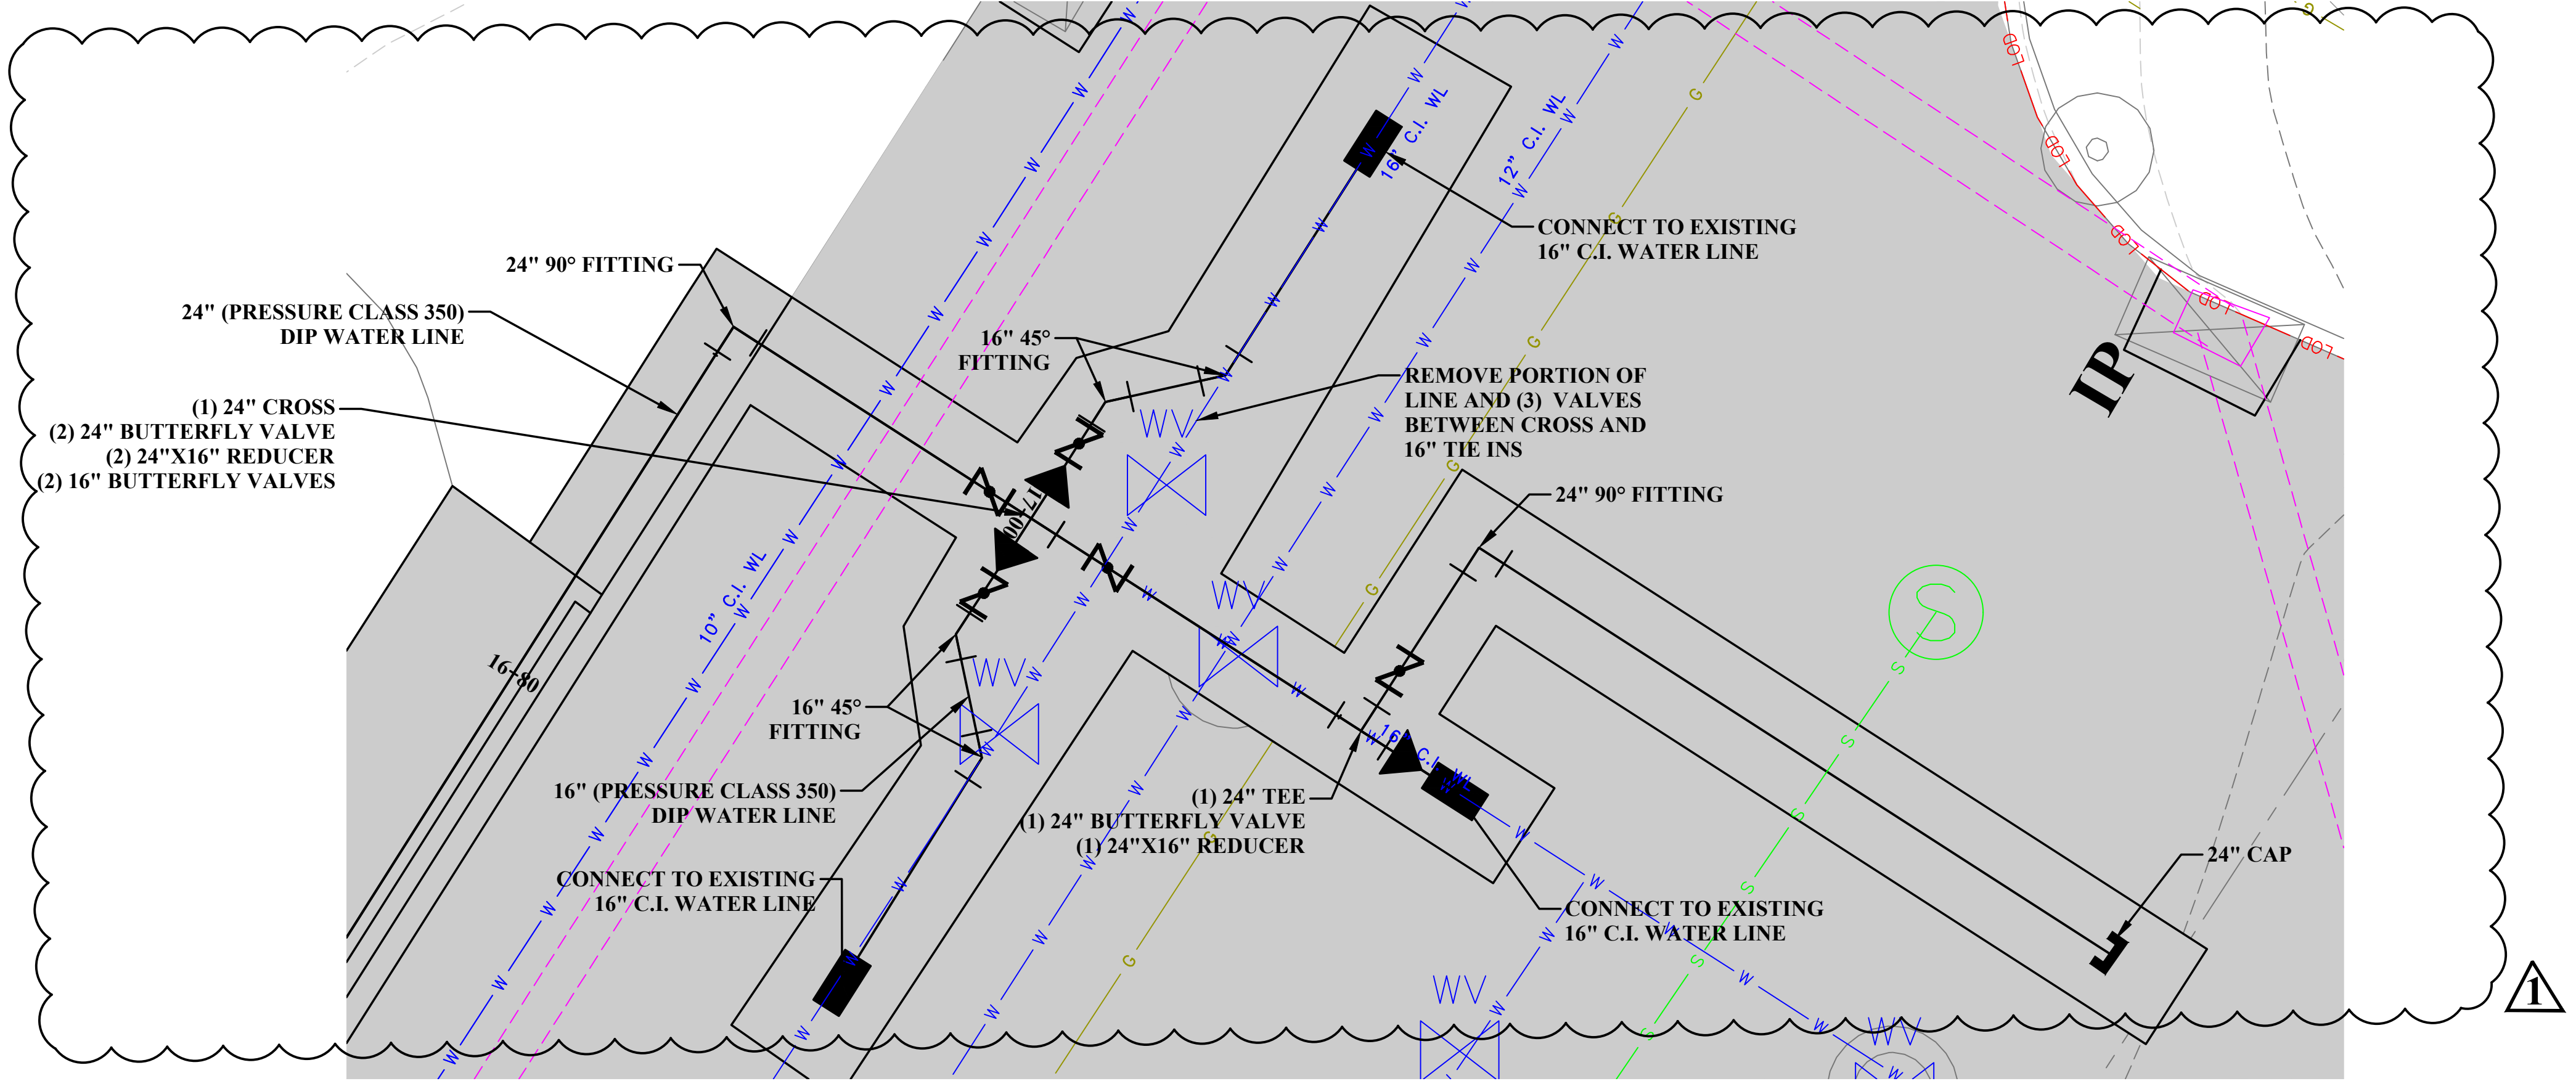 24" 90° FITTING
24" (PRESSURE CLASS 350)
DIP WATER LINE
(1) 24" CROSS
(2) 24" BUTTERFLY VALVE
(2) 24"X16" REDUCER
(2) 16" BUTTERFLY VALVES
16" 45°
FITTING
16" C.I. WL
12" C.I. WL
CONNECT TO EXISTING
16" C.I. WATER LINE
REMOVE PORTION OF
LINE AND (3) VALVES
BETWEEN CROSS AND
16" TIE INS
24" 90° FITTING
IP
LOD
LOD
LOD
LOD
LOD
17+00
10" C.I. WL
16+80
WV
WV
WV
16" 45°
FITTING
16" (PRESSURE CLASS 350)
DIP WATER LINE
16" C.I. WL
(1) 24" TEE
(1) 24" BUTTERFLY VALVE
(1) 24"X16" REDUCER
CONNECT TO EXISTING
16" C.I. WATER LINE
CONNECT TO EXISTING
16" C.I. WATER LINE
24" CAP
WV
WV
S
1